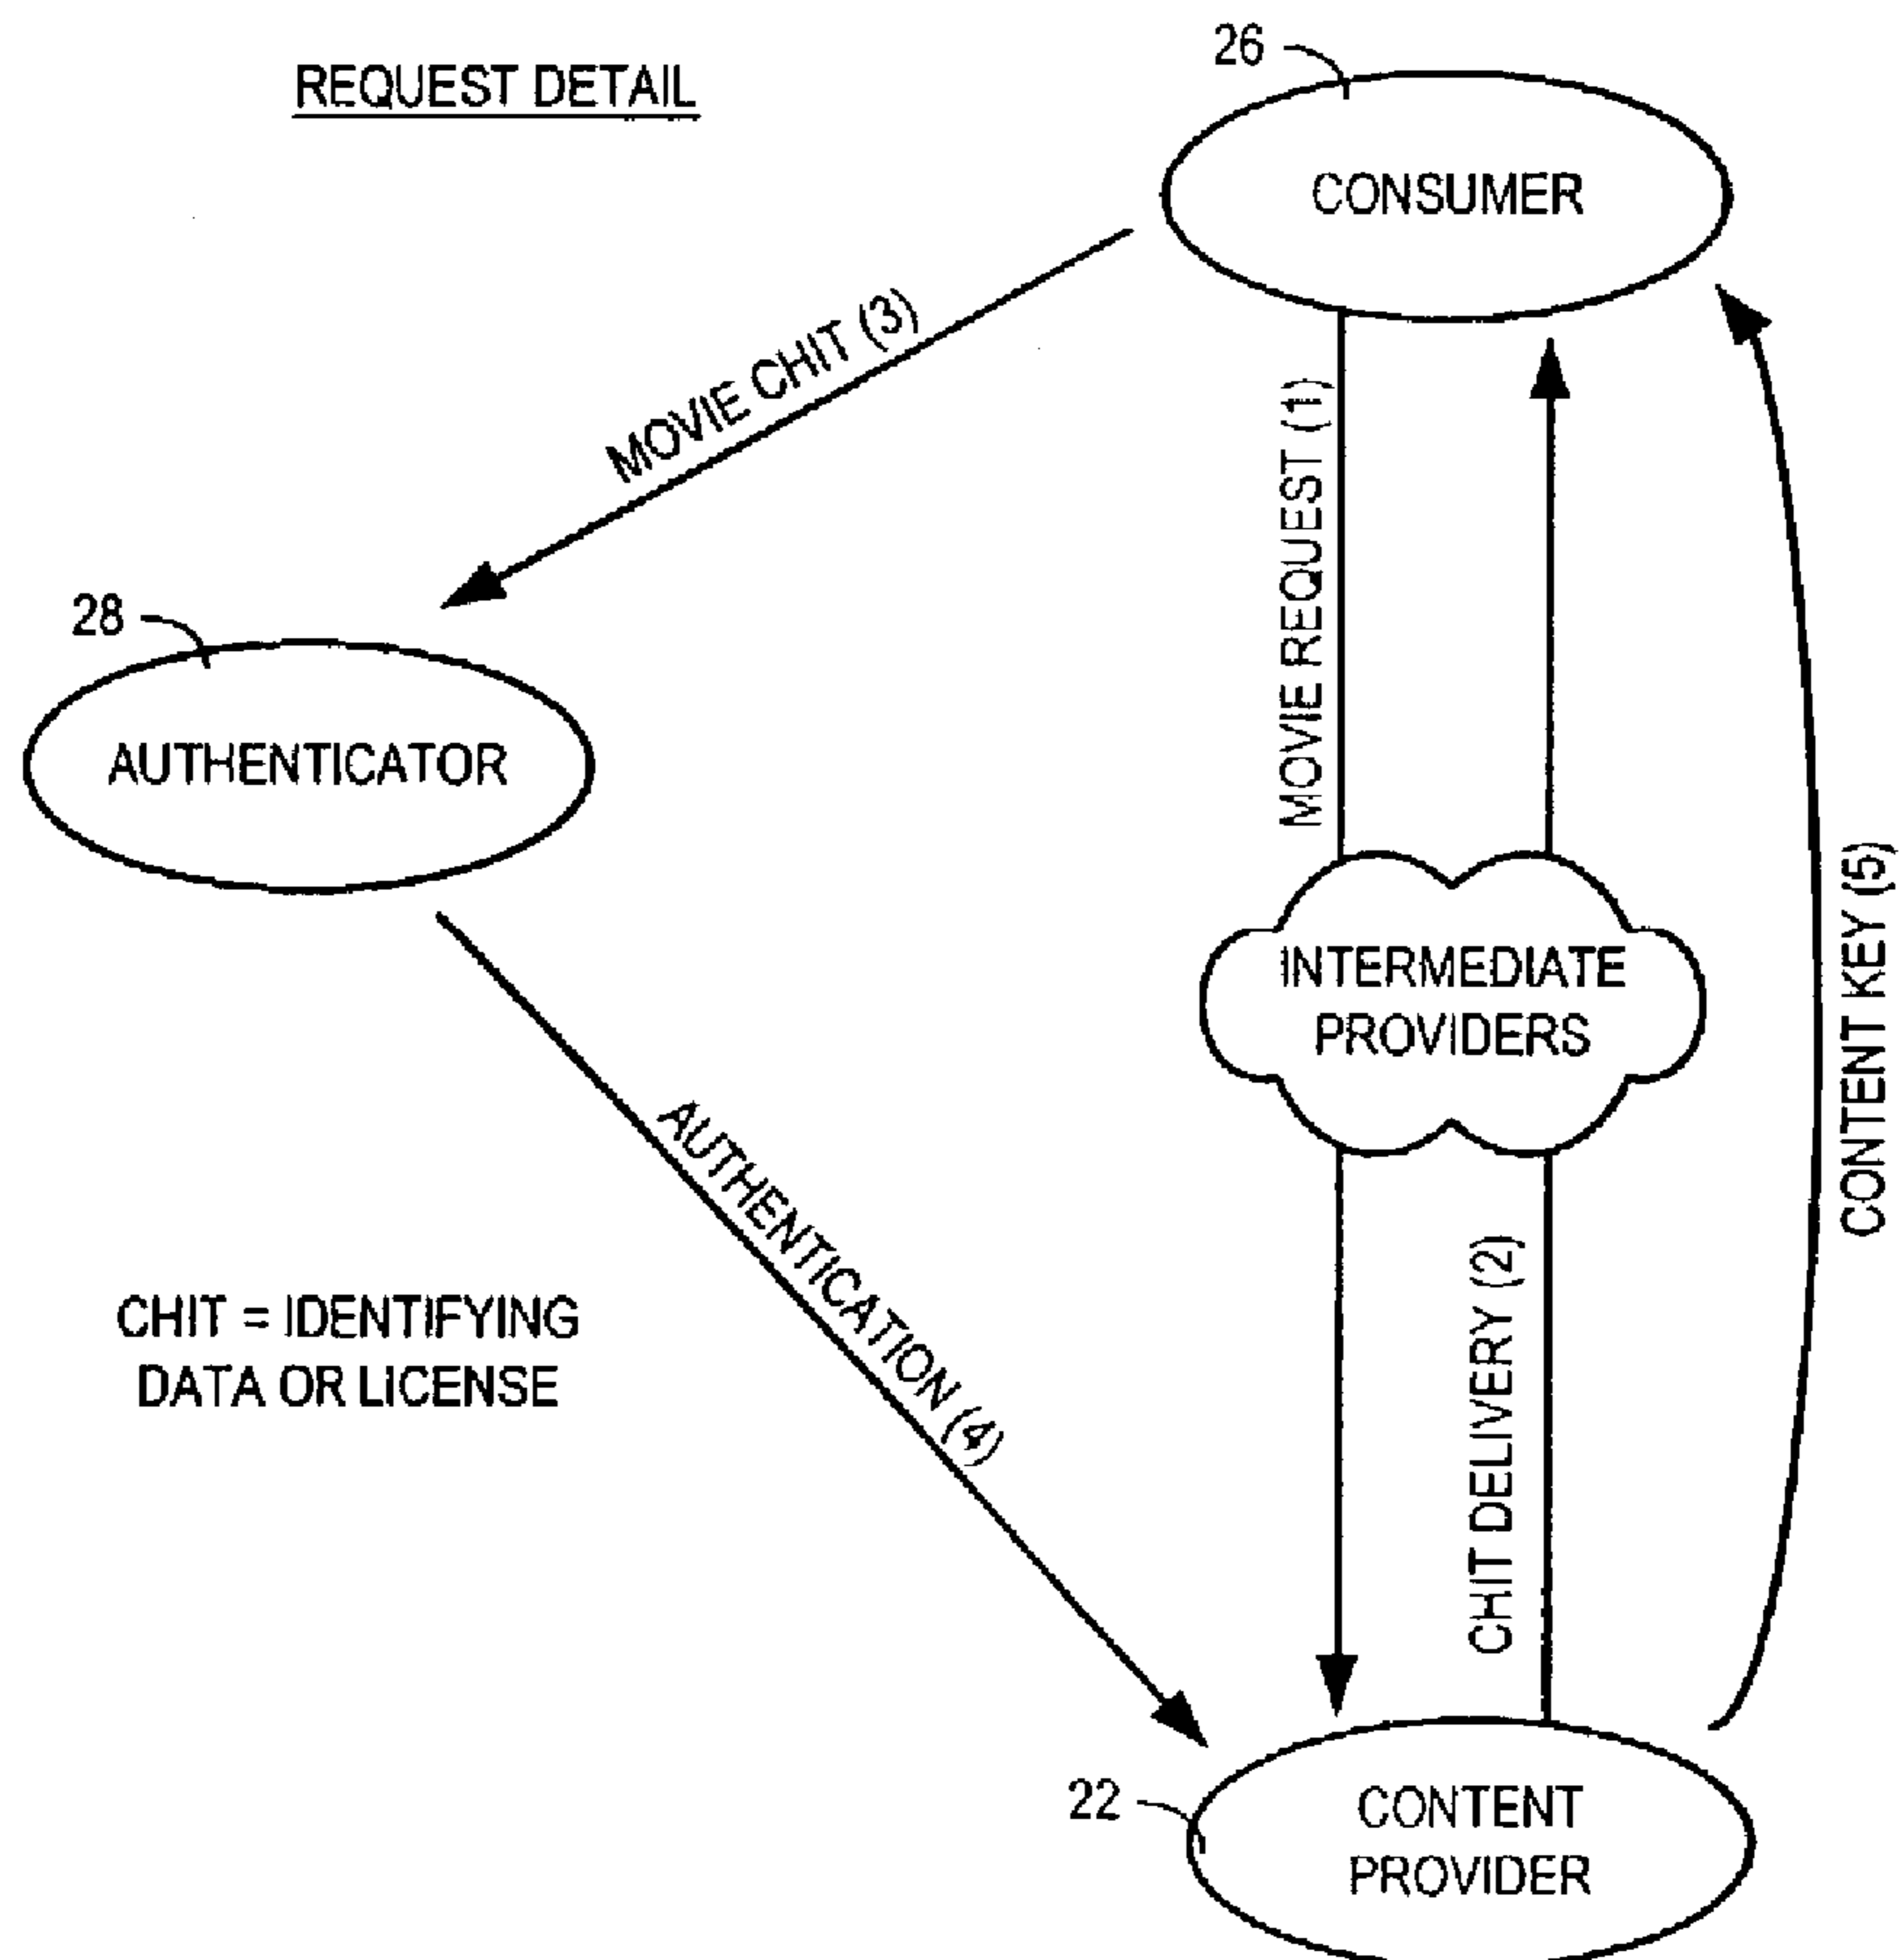 REQUEST DETAIL
26
CONSUMER
MOVIE CHIT (3)
MOVIE REQUEST (1)
28
AUTHENTICATOR
INTERMEDIATE
PROVIDERS
CONTENT KEY (5)
AUTHENTICATION (4)
CHIT DELIVERY (2)
CHIT = IDENTIFYING
DATA OR LICENSE
22
CONTENT
PROVIDER